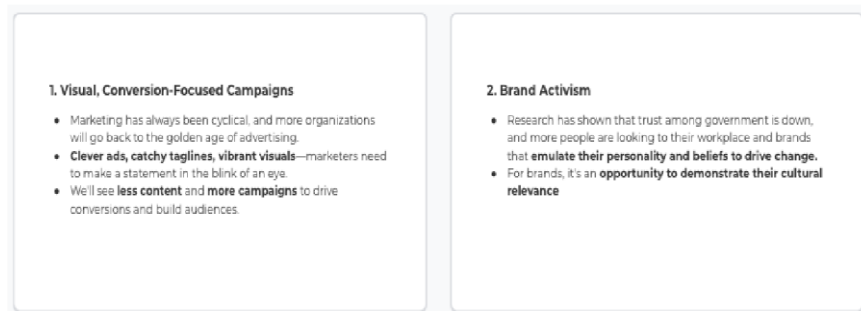 1. Visual, Conversion-Focused Campaigns
• Marketing has always been cyclical, and more organizations
will go back to the golden age of advertising.
• Clever ads, catchy taglines, vibrant visuals—marketers need
to make a statement in the blink of an eye.
• We'll see less content and more campaigns to drive
conversions and build audiences.
2. Brand Activism
• Research has shown that trust among government is down,
and more people are looking to their workplace and brands
that emulate their personality and beliefs to drive change.
• For brands, it's an opportunity to demonstrate their cultural
relevance